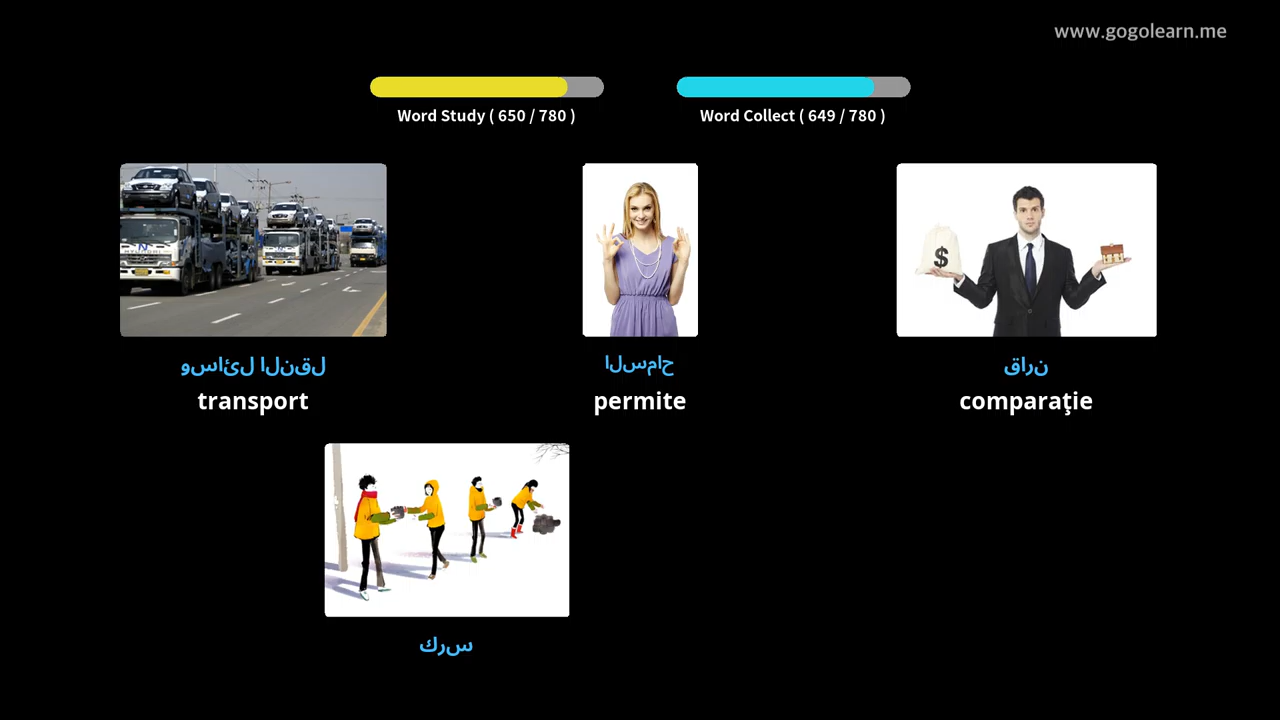 www.gogolearn.me
Word Study ( 650 / 780 )
Word Collect ( 649 / 780 )
وسائل النقل
السماح
قارن
transport
permite
comparaţie
كرس